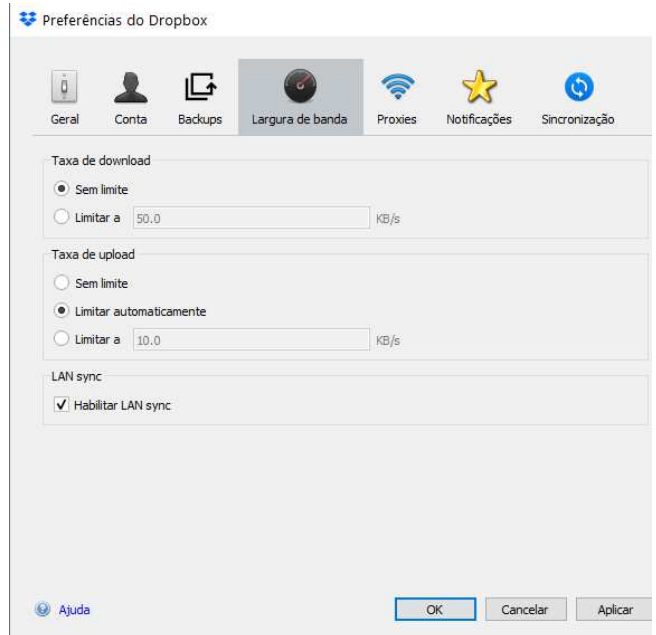 Preferências do Dropbox
Geral Conta Backups Largura de banda Proxies Notificações Sincronização
Taxa de download
Sem limite
Limitar a 50.0 KB/s
Taxa de upload
Sem limite
Limitar automaticamente
Limitar a 10.0 KB/s
LAN sync
Habilitar LAN sync
Ajuda OK Cancelar Aplicar